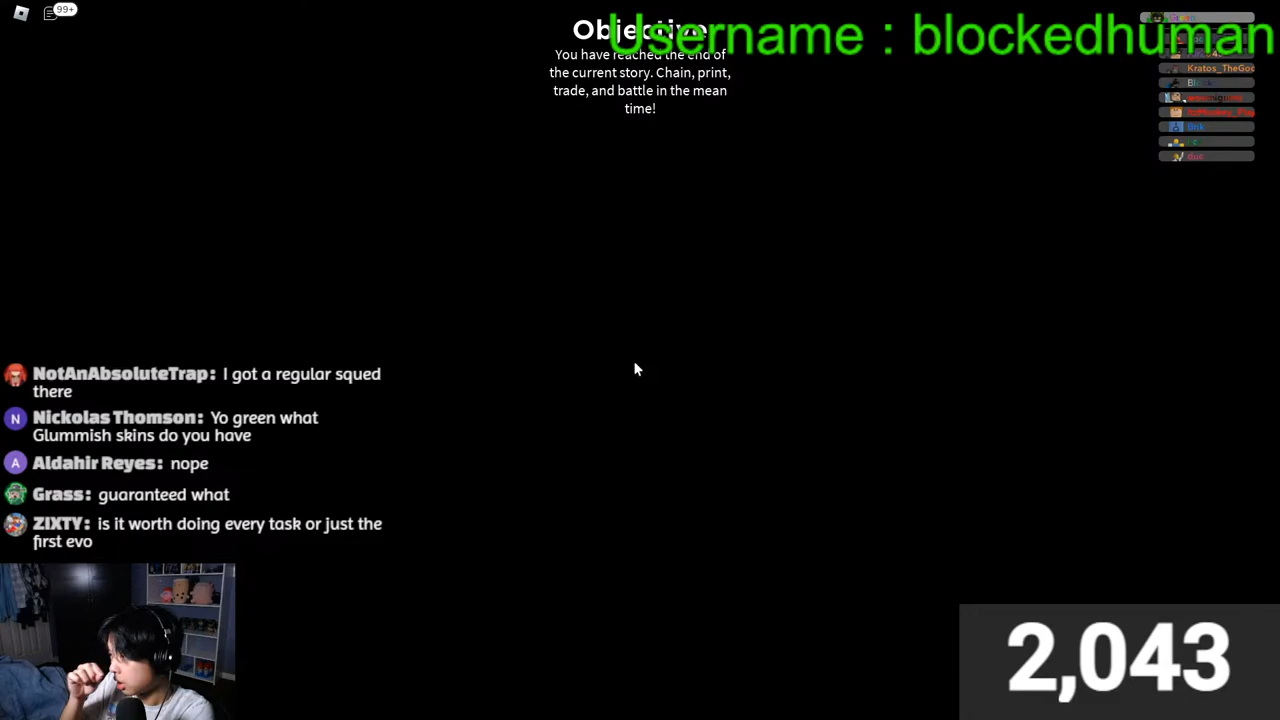 99+
Objective
Username : blockedhuman
You have reached the end of
the current story. Chain, print,
trade, and battle in the mean
time!
Kratos_TheGod
Brik
duc
NotAnAbsoluteTrap: I got a regular squed
there
Nickolas Thomson: Yo green what
Glummish skins do you have
Aldahir Reyes: nope
Grass: guaranteed what
ZIXTY: is it worth doing every task or just the
first evo
2,043